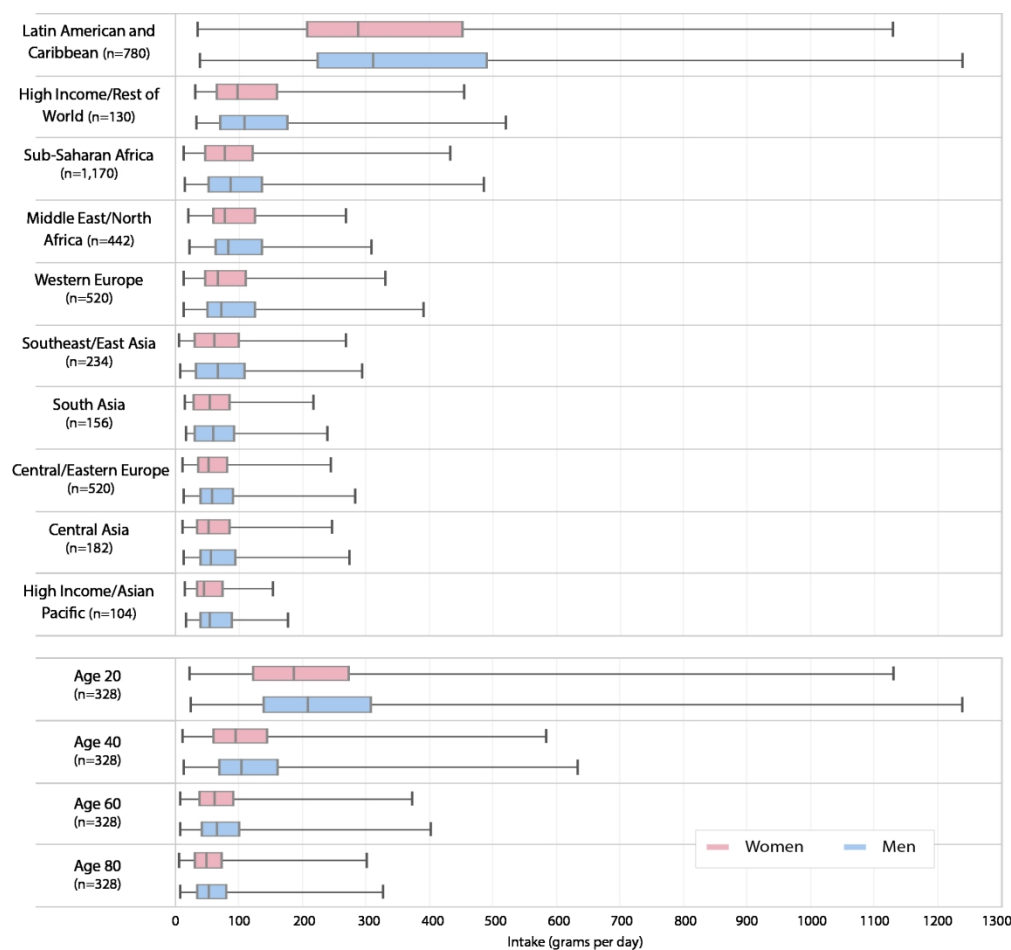 Latin American and
Caribbean (n=780)
High Income/Rest of
World (n=130)
Sub-Saharan Africa
(n=1,170)
Middle East/North
Africa (n=442)
Western Europe
(n=520)
Southeast/East Asia
(n=234)
South Asia
(n=156)
Central/Eastern Europe
(n=520)
Central Asia
(n=182)
High Income/Asian
Pacific (n=104)
Age 20
(n=328)
Age 40
(n=328)
Age 60
(n=328)
Women Men
Age 80
(n=328)
0 100 200 300 400 500 600 700 800 900 1000 1100 1200 1300
Intake (grams per day)